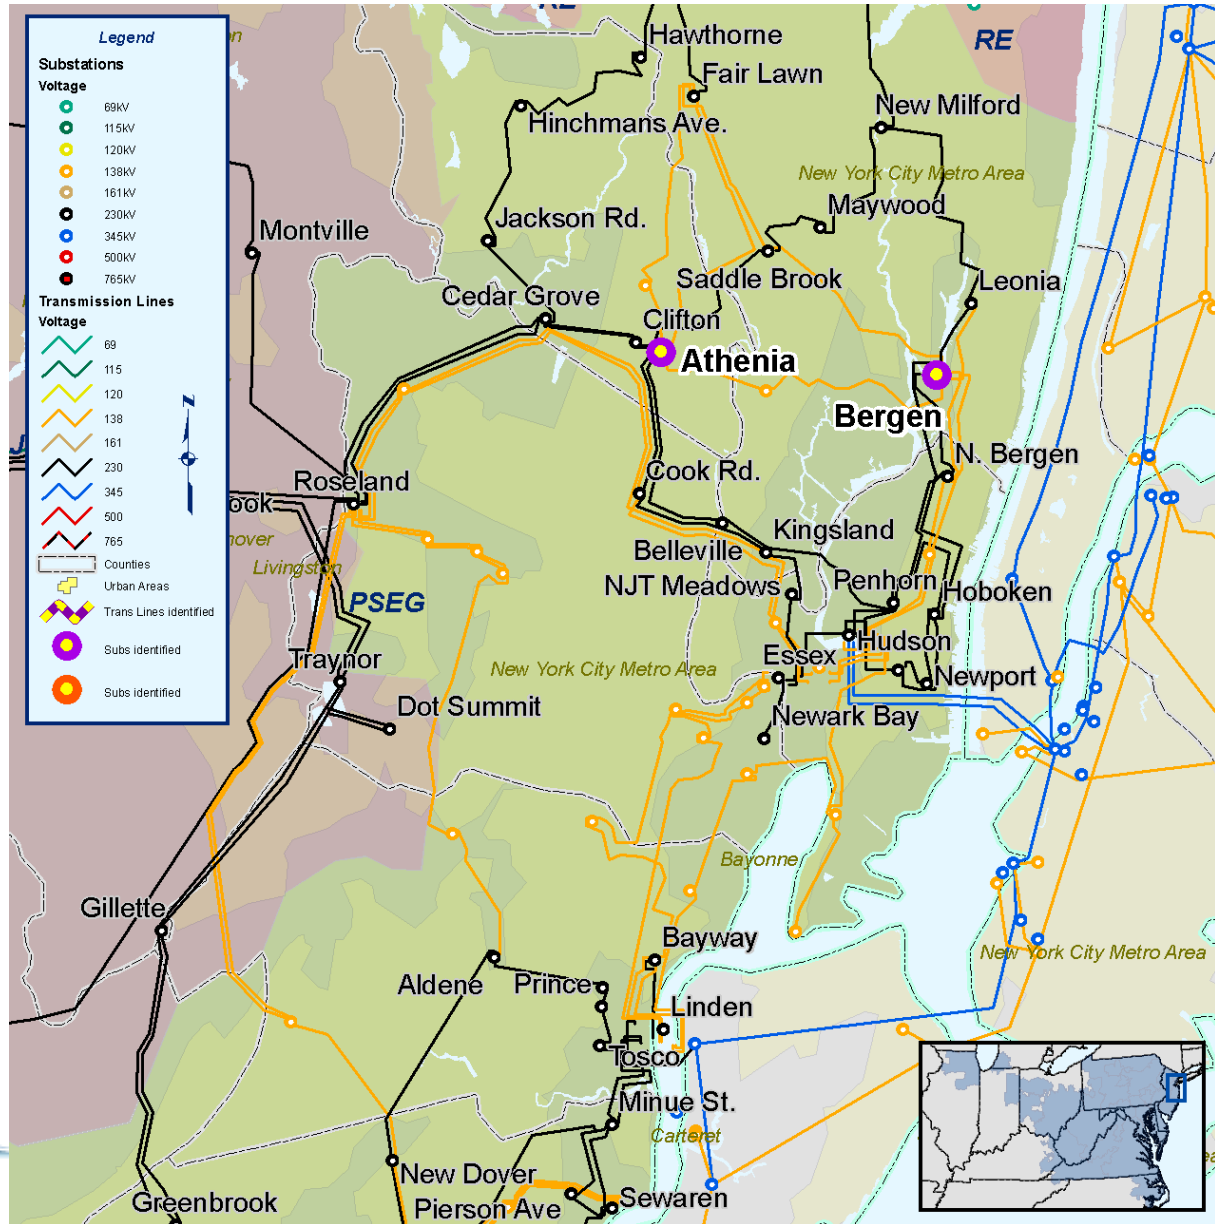 Legend
Substations
Voltage
69kV
115kV
120kV
138kV
161kV
230kV
345kV
500kV
765kV
Transmission Lines
Voltage
69
115
120
138
161
230
345
500
765
Counties
Urban Areas
Trans Lines identified
Subs identified
Subs identified
Z
RE
Hawthorne
Fair Lawn
Hinchmans Ave.
New Milford
New York City Metro Area
Maywood
Jackson Rd.
Montville
Saddle Brook
Leonia
Cedar Grove
Clifton
Athenia
Bergen
N. Bergen
Cook Rd.
Roseland
ook
Kingsland
Belleville
Livingston
NJT Meadows
Penhorn
Hoboken
PSEG
Hudson
Essex
Traynor
New York City Metro Area
Newport
Dot Summit
Newark Bay
Bayonne
Gillette
Bayway
New York City Metro Area
Aldene
Prince
Linden
Tosco
Minue St.
Carteret
New Dover
Pierson Ave
Sewaren
Greenbrook